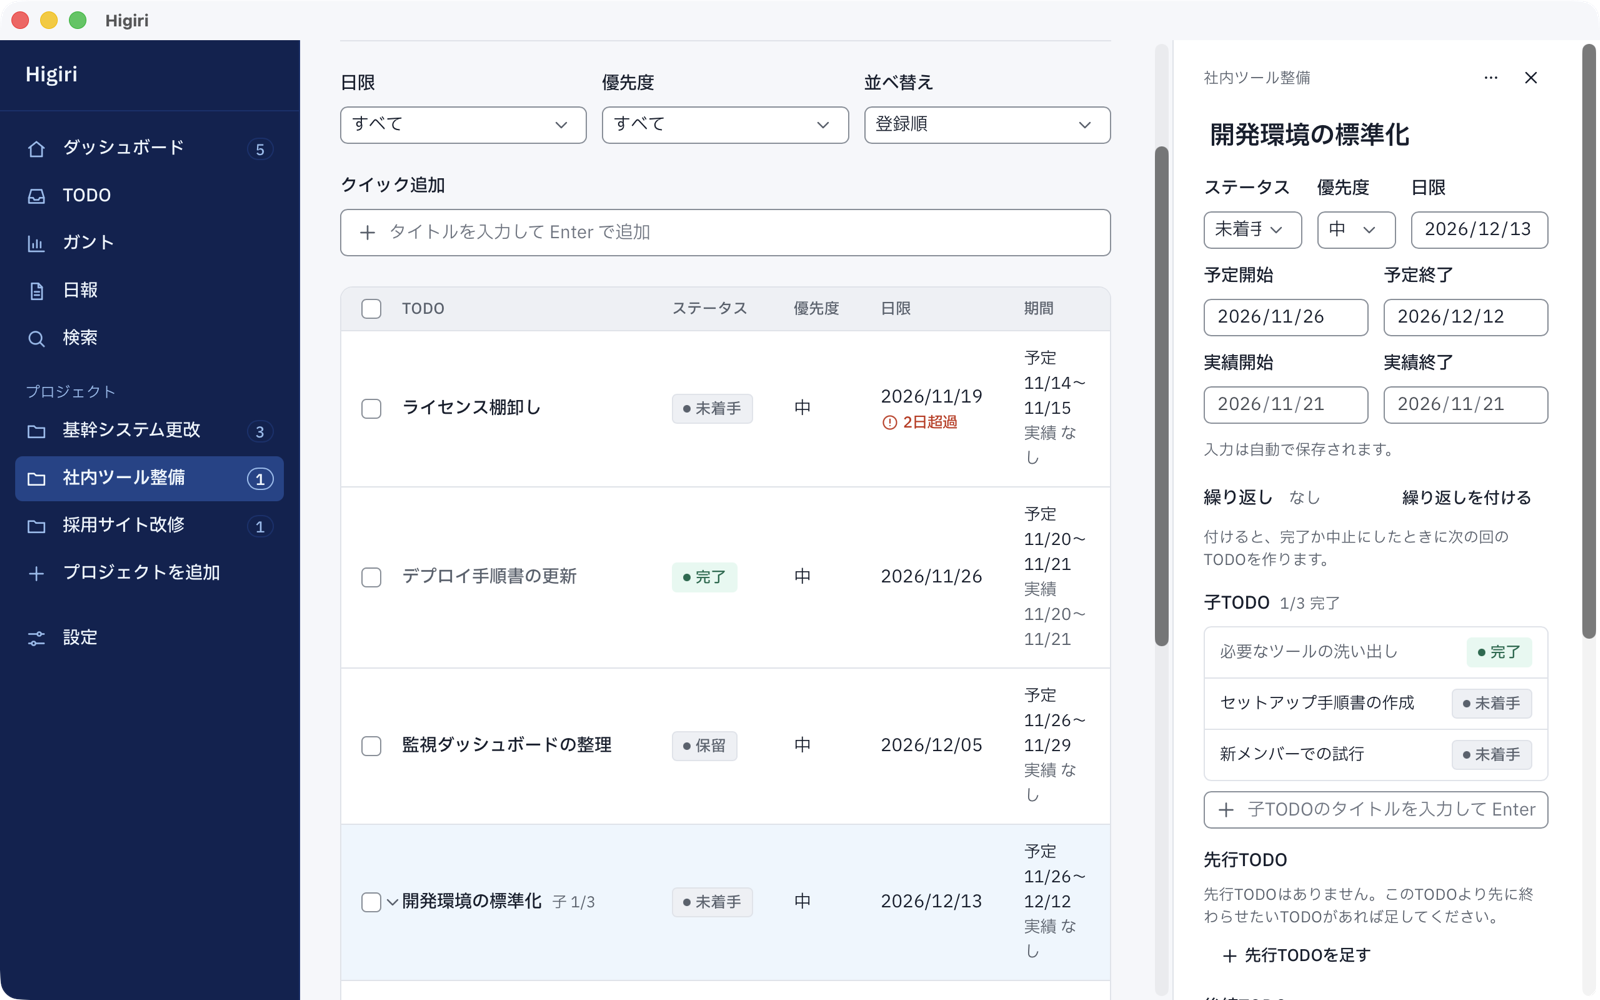 Higiri
Higiri
ダッシュボード 5
TODO
ガント
日報
検索
プロジェクト
基幹システム更改 3
社内ツール整備 1
採用サイト改修 1
プロジェクトを追加
設定
日限 優先度 並べ替え
すべて すべて 登録順
クイック追加
タイトルを入力して Enter で追加
TODO ステータス 優先度 日限 期間
ライセンス棚卸し 未着手 中 2026/11/19
2日超過
予定
11/14～
11/15
実績 な
し
デプロイ手順書の更新 完了 中 2026/11/26
予定
11/20～
11/21
実績
11/20～
11/21
監視ダッシュボードの整理 保留 中 2026/12/05
予定
11/26～
11/29
実績 な
し
開発環境の標準化 子 1/3 未着手 中 2026/12/13
予定
11/26～
12/12
実績 な
し
社内ツール整備
開発環境の標準化
ステータス 優先度 日限
未着手 中 2026/12/13
予定開始 予定終了
2026/11/26 2026/12/12
実績開始 実績終了
2026/11/21 2026/11/21
入力は自動で保存されます。
繰り返し なし 繰り返しを付ける
付けると、完了か中止にしたときに次の回の
TODOを作ります。
子TODO 1/3 完了
必要なツールの洗い出し 完了
セットアップ手順書の作成 未着手
新メンバーでの試行 未着手
子TODOのタイトルを入力して Enter
先行TODO
先行TODOはありません。このTODOより先に終
わらせたいTODOがあれば足してください。
先行TODOを足す